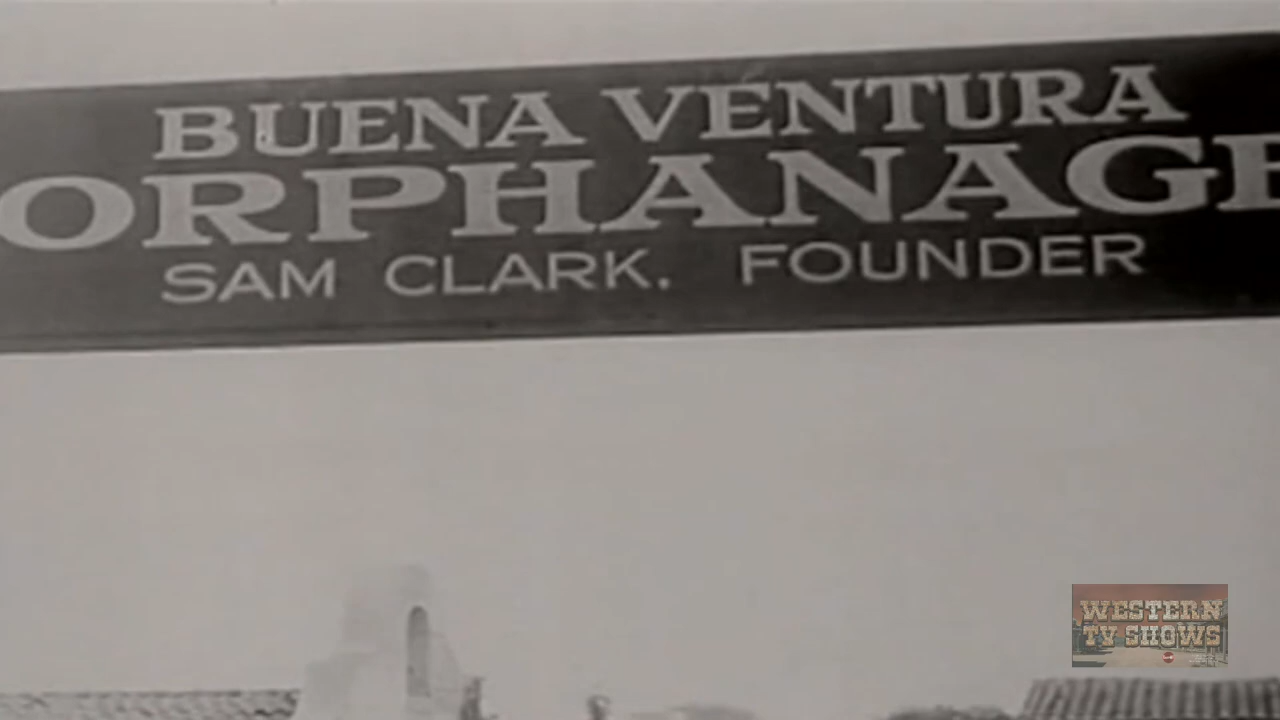 BUENA VENTURA
ORPHANAGE
SAM CLARK. FOUNDER
WESTERN
TV SHOWS